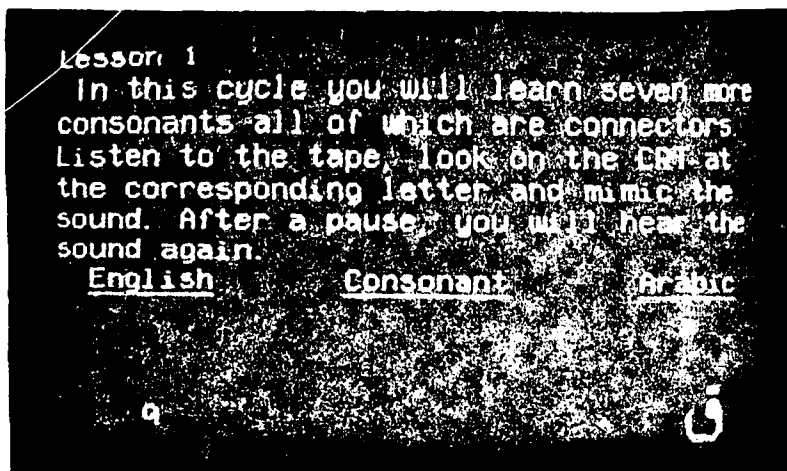 Lesson 1
In this cycle you will learn seven more
consonants all of which are connectors.
Listen to the tape, look on the CRT at
the corresponding letter and mimic the
sound. After a pause, you will hear the
sound again.
English Consonant Arabic
q ق